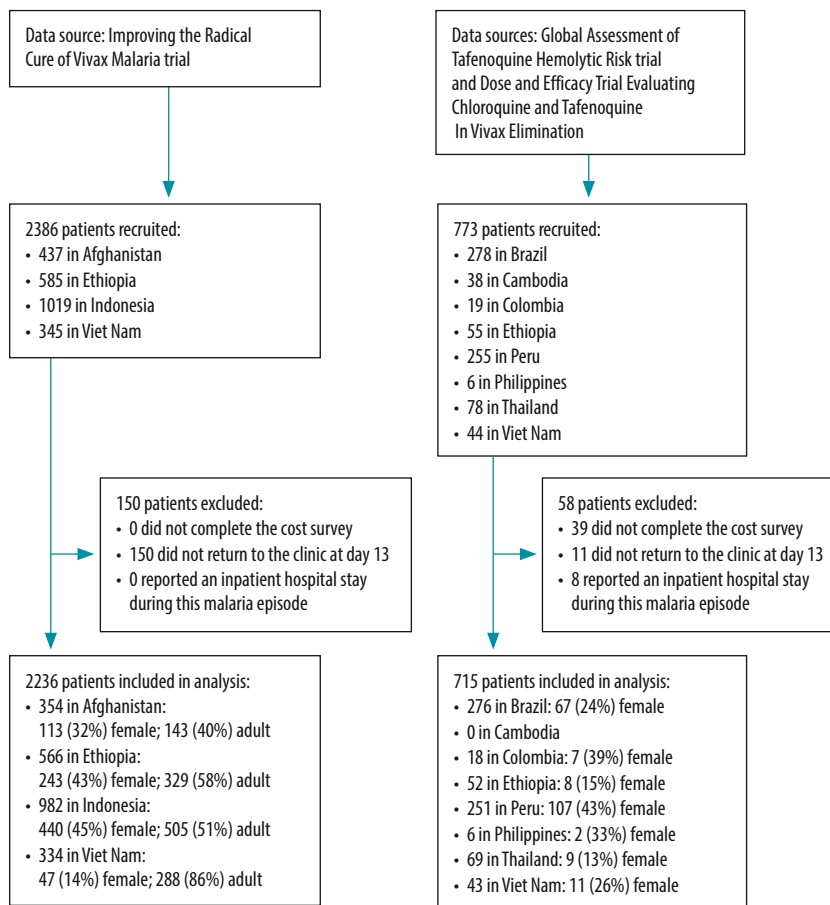 Data source: Improving the Radical
Cure of Vivax Malaria trial
Data sources: Global Assessment of
Tafenoquine Hemolytic Risk trial
and Dose and Efficacy Trial Evaluating
Chloroquine and Tafenoquine
In Vivax Elimination
2386 patients recruited:
• 437 in Afghanistan
• 585 in Ethiopia
• 1019 in Indonesia
• 345 in Viet Nam
773 patients recruited:
• 278 in Brazil
• 38 in Cambodia
• 19 in Colombia
• 55 in Ethiopia
• 255 in Peru
• 6 in Philippines
• 78 in Thailand
• 44 in Viet Nam
150 patients excluded:
• 0 did not complete the cost survey
• 150 did not return to the clinic at day 13
• 0 reported an inpatient hospital stay
during this malaria episode
58 patients excluded:
• 39 did not complete the cost survey
• 11 did not return to the clinic at day 13
• 8 reported an inpatient hospital stay
during this malaria episode
2236 patients included in analysis:
• 354 in Afghanistan:
113 (32%) female; 143 (40%) adult
• 566 in Ethiopia:
243 (43%) female; 329 (58%) adult
• 982 in Indonesia:
440 (45%) female; 505 (51%) adult
• 334 in Viet Nam:
47 (14%) female; 288 (86%) adult
715 patients included in analysis:
• 276 in Brazil: 67 (24%) female
• 0 in Cambodia
• 18 in Colombia: 7 (39%) female
• 52 in Ethiopia: 8 (15%) female
• 251 in Peru: 107 (43%) female
• 6 in Philippines: 2 (33%) female
• 69 in Thailand: 9 (13%) female
• 43 in Viet Nam: 11 (26%) female